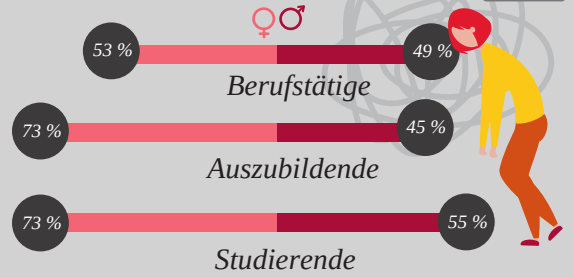 ♀♂
53 % 49 %
Berufstätige
73 % 45 %
Auszubildende
73 % 55 %
Studierende